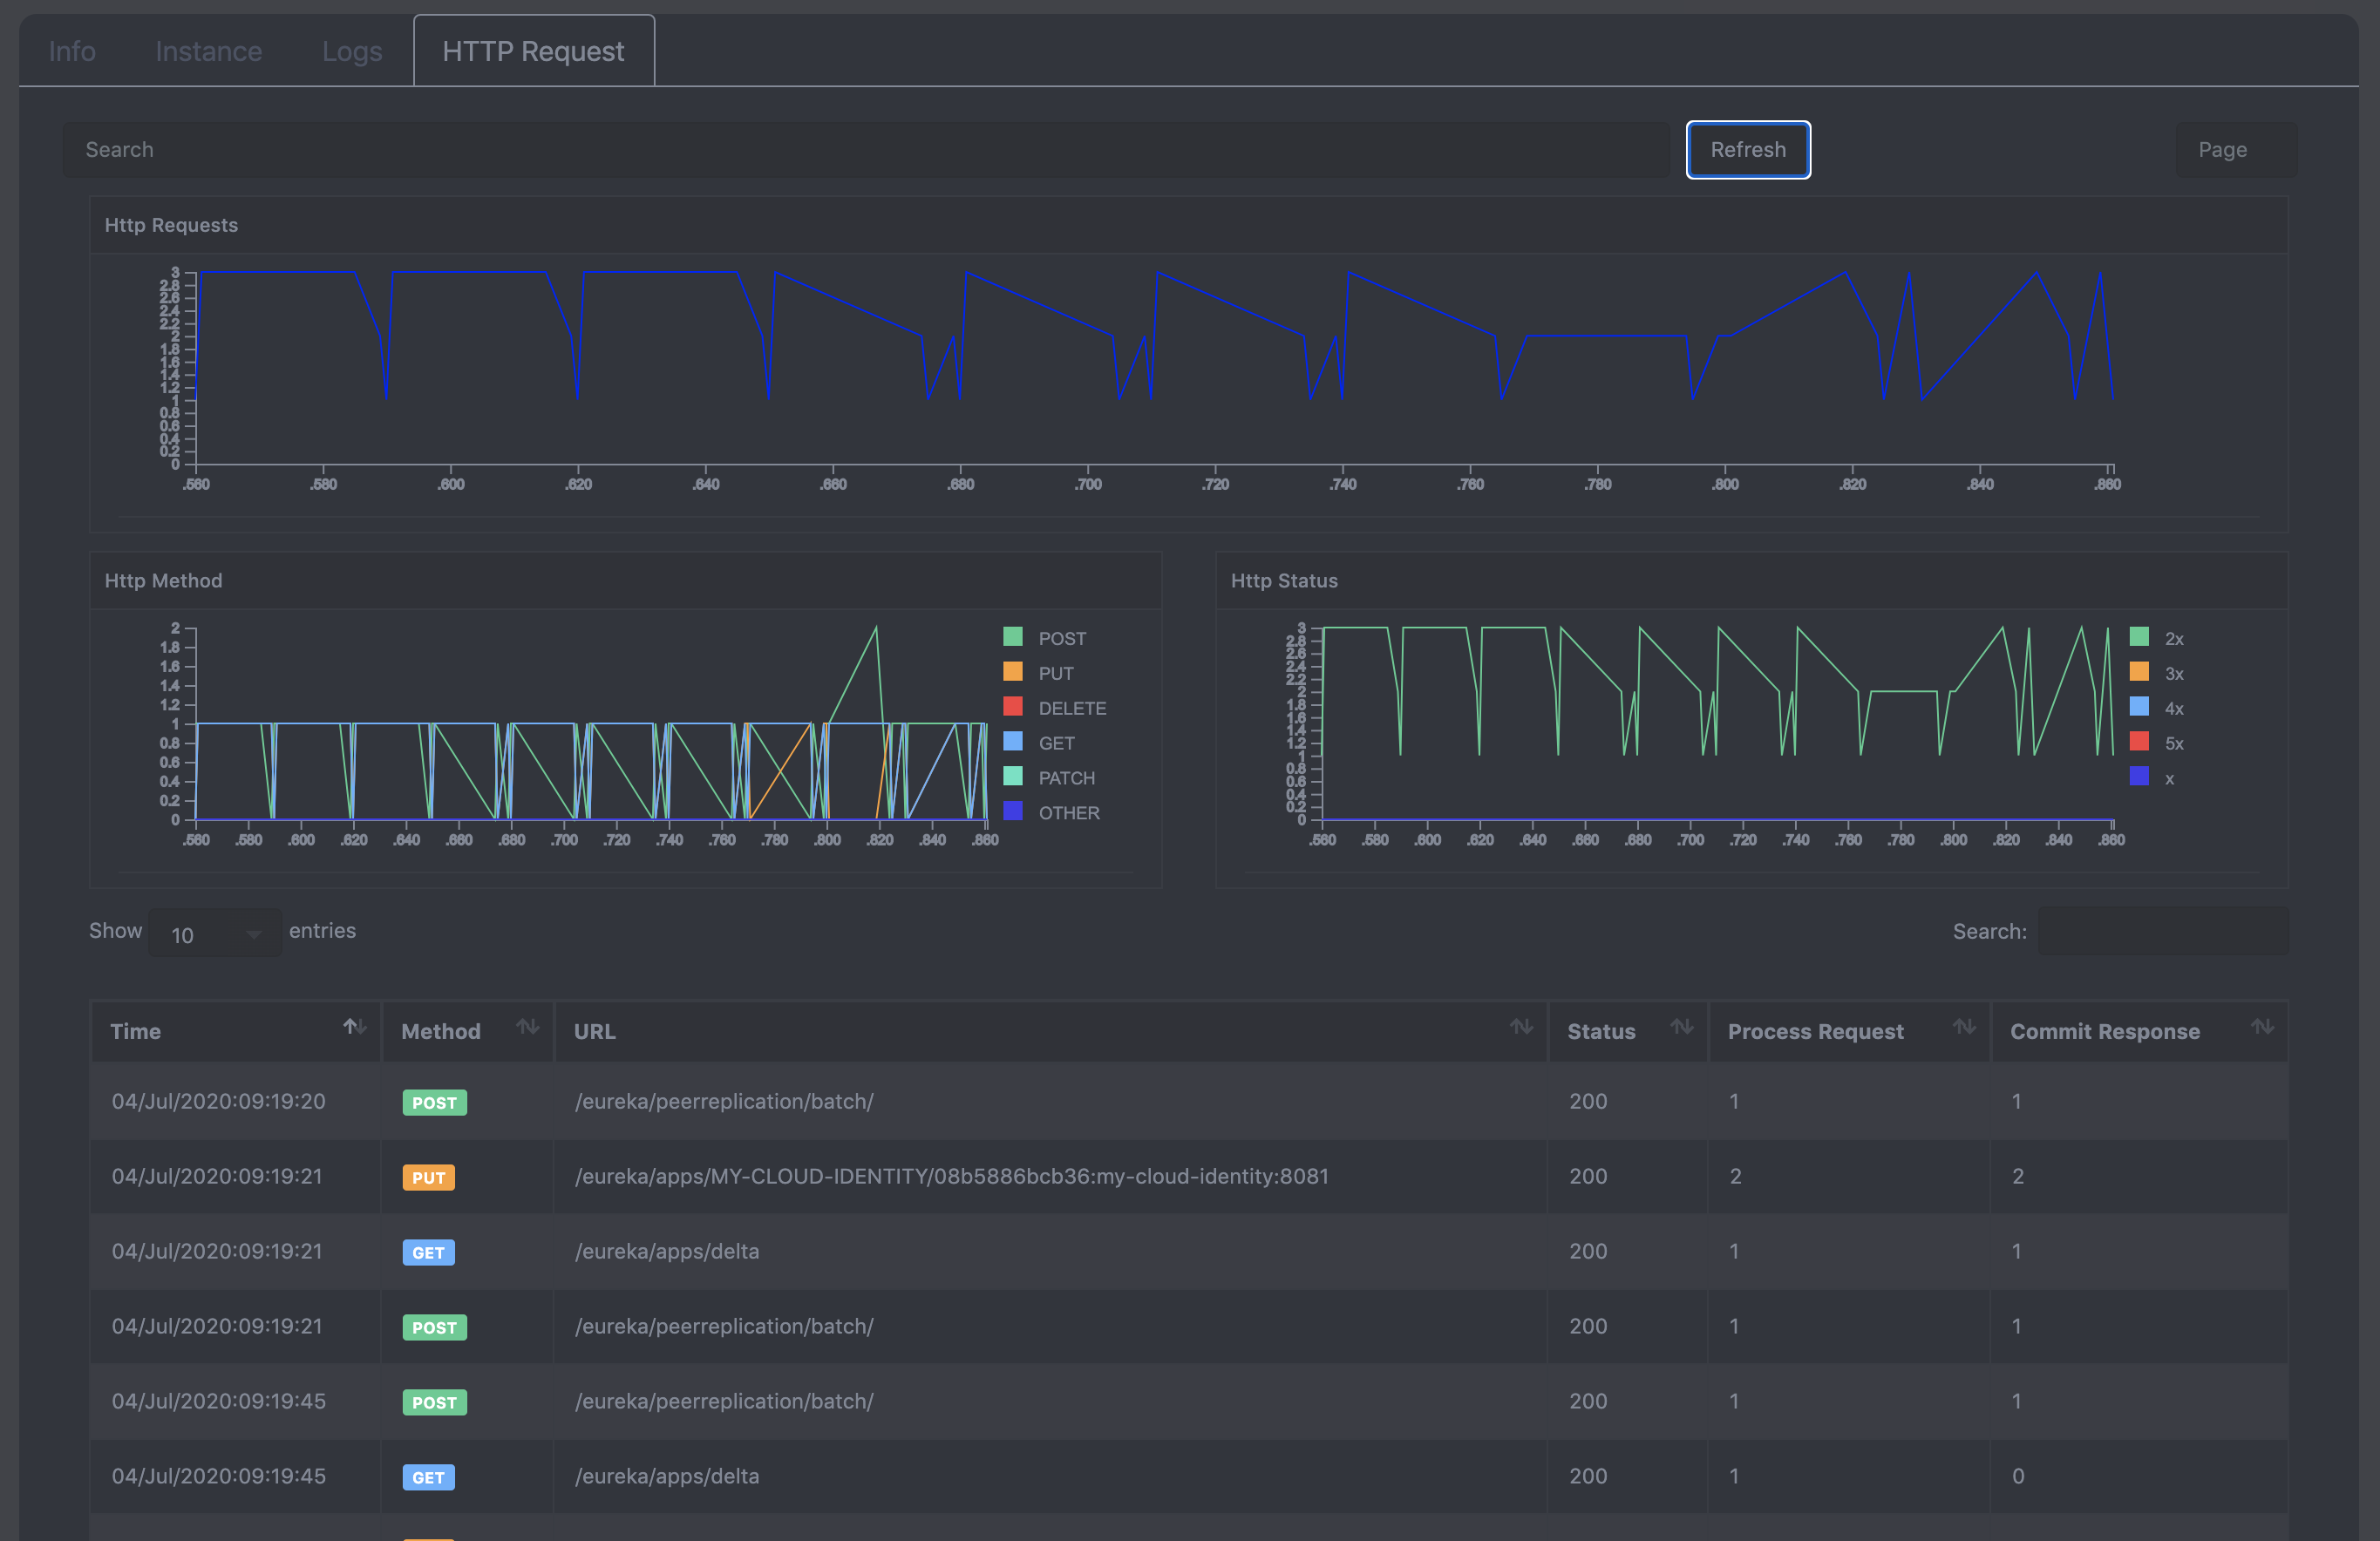 Info Instance Logs HTTP Request
Search Refresh Page
Http Requests
3
2.8
2.6
2.4
2.2
2
1.8
1.6
1.4
1.2
1
0.8
0.6
0.4
0.2
0
.560 .580 .600 .620 .640 .660 .680 .700 .720 .740 .760 .780 .800 .820 .840 .860
Http Method
2
1.8
1.6
1.4
1.2
1
0.8
0.6
0.4
0.2
0
.560 .580 .600 .620 .640 .660 .680 .700 .720 .740 .760 .780 .800 .820 .840 .860
POST
PUT
DELETE
GET
PATCH
OTHER
Http Status
3
2.8
2.6
2.4
2.2
2
1.8
1.6
1.4
1.2
1
0.8
0.6
0.4
0.2
0
.560 .580 .600 .620 .640 .660 .680 .700 .720 .740 .760 .780 .800 .820 .840 .860
2x
3x
4x
5x
x
Show 10 entries Search:
Time Method URL Status Process Request Commit Response
04/Jul/2020:09:19:20 POST /eureka/peerreplication/batch/ 200 1 1
04/Jul/2020:09:19:21 PUT /eureka/apps/MY-CLOUD-IDENTITY/08b5886bcb36:my-cloud-identity:8081 200 2 2
04/Jul/2020:09:19:21 GET /eureka/apps/delta 200 1 1
04/Jul/2020:09:19:21 POST /eureka/peerreplication/batch/ 200 1 1
04/Jul/2020:09:19:45 POST /eureka/peerreplication/batch/ 200 1 1
04/Jul/2020:09:19:45 GET /eureka/apps/delta 200 1 0